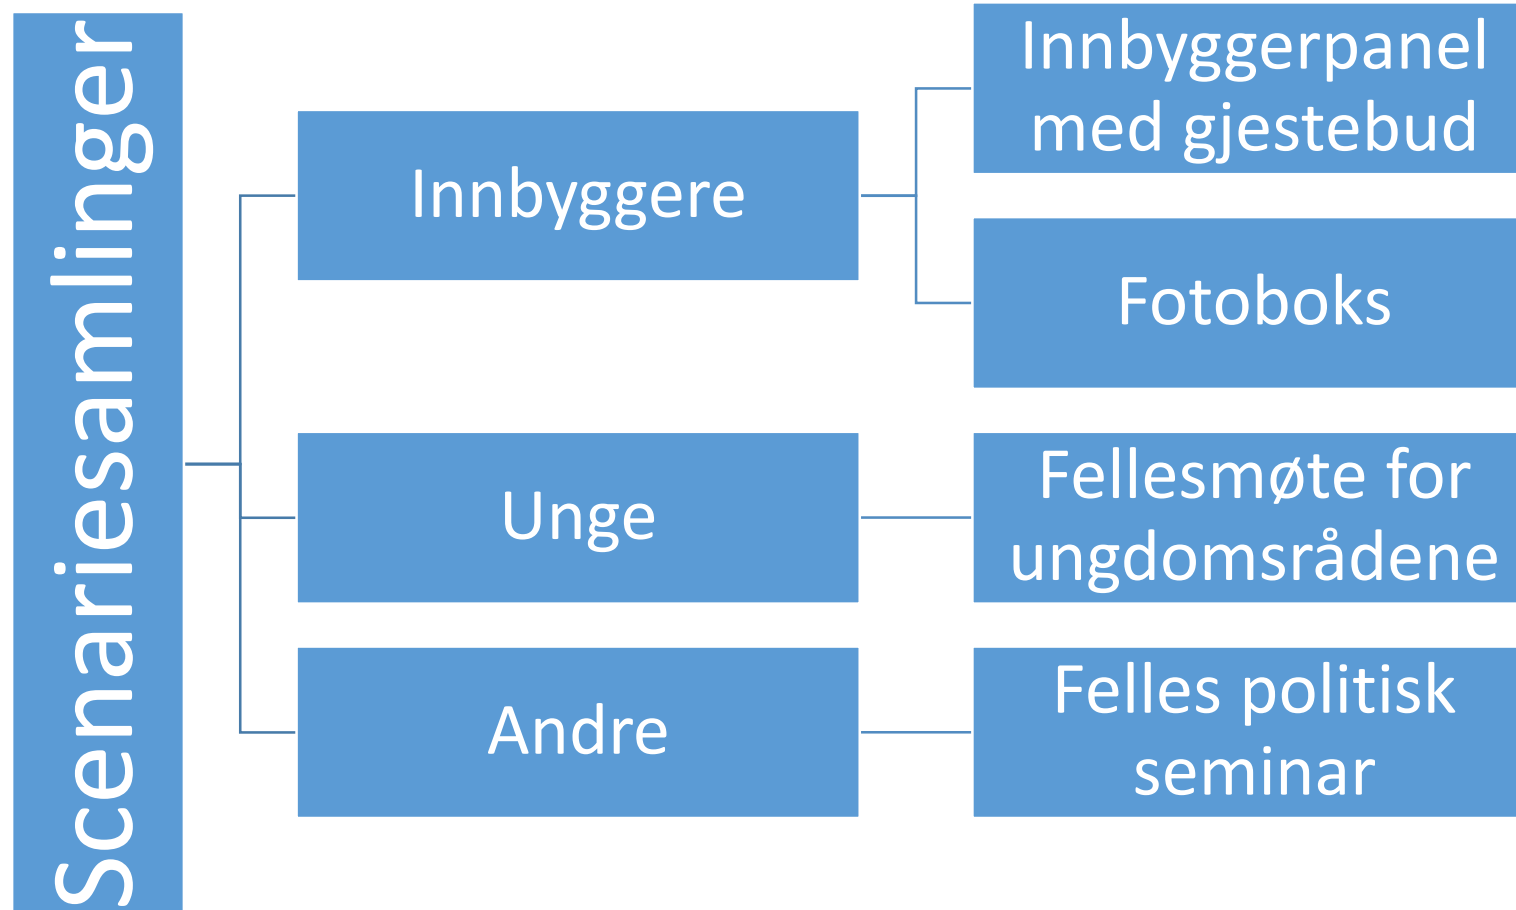 Scenariesamlinger
Innbyggere
Innbyggerpanel
med gjestebud
Fotoboks
Unge
Fellesmøte for
ungdomsrådene
Andre
Felles politisk
seminar